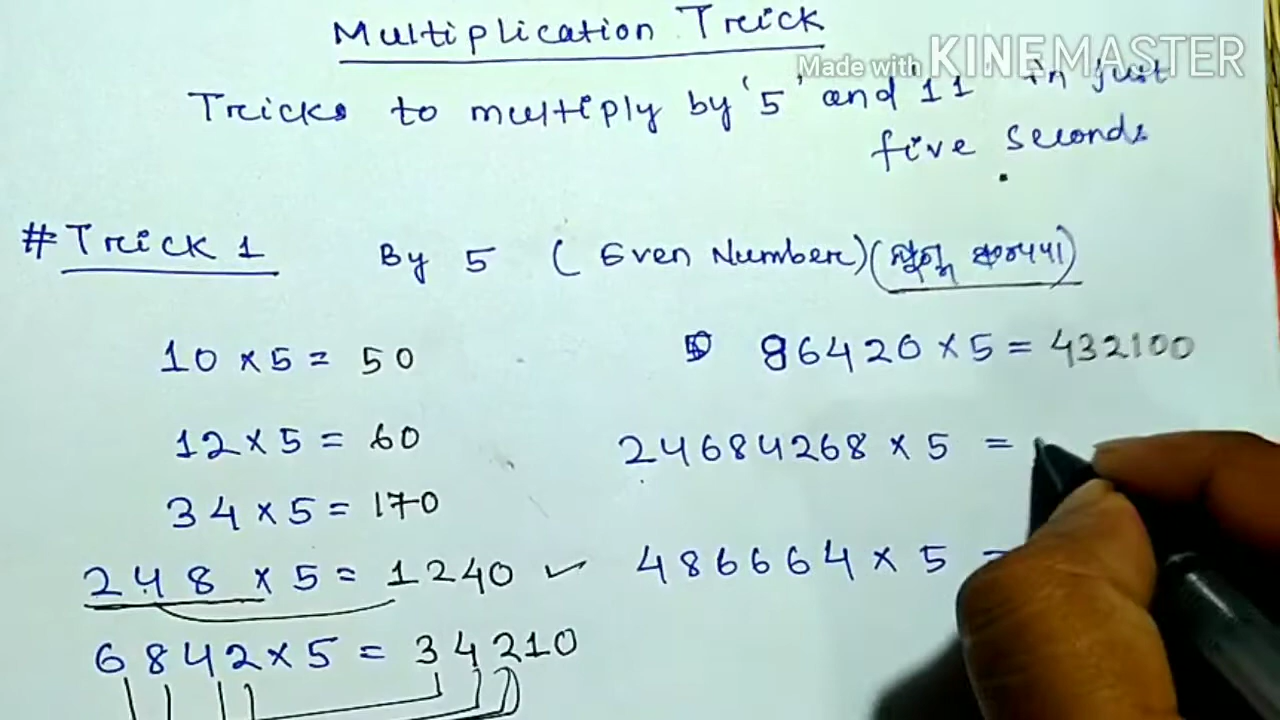 Multiplication Trick
Made with KINEMASTER
Tricks to multiply by '5' and '11' in just
five seconds
# Trick 1 By 5 (Even Number) (ଯୁଗ୍ମ
10 × 5 = 50
12 × 5 = 60
34 × 5 = 170
248 × 5 = 1240 ✓
6842 × 5 = 34210
86420 × 5 = 432100
24684268 × 5 =
486664 × 5 =